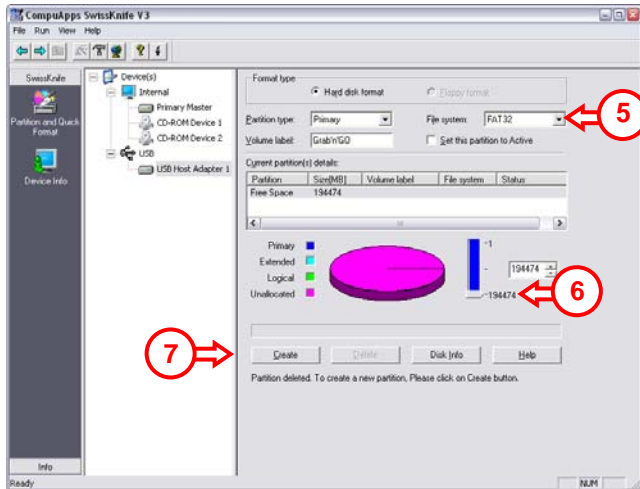 CompuApps SwissKnife V3
File Run View Help
SwissKnife
Partition and Quick Format
Device Info
Info
Device(s)
Internal
Primary Master
CD-ROM Device 1
CD-ROM Device 2
USB
USB Host Adapter 1
Format type
Hard disk format
Floppy format
Partition type: Primary File system: FAT32
5
Volume label: Grab'n'GO Set this partition to Active
Current partition(s) details:
Partition Size[MB] Volume label File system Status
Free Space 194474
Primary
Extended
Logical
Unallocated
-1
194474
-194474
6
7
Create Delete Disk Info Help
Partition deleted. To create a new partition, Please click on Create button.
Ready NUM